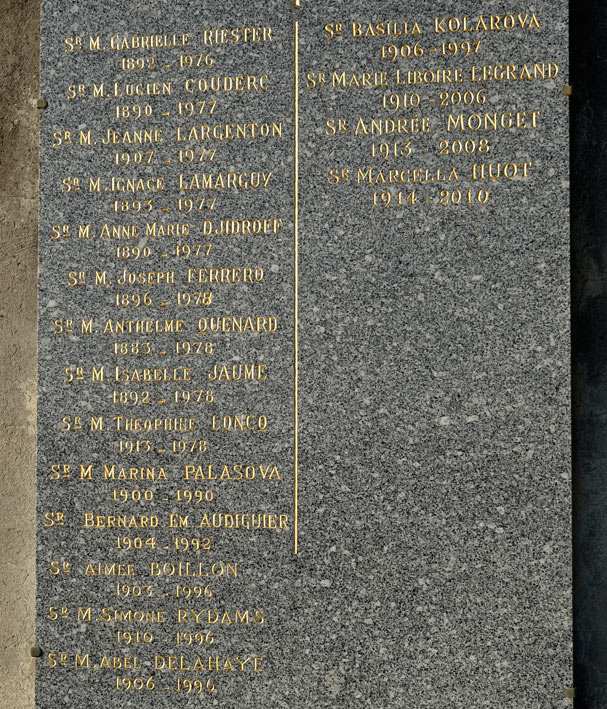 SR M. GABRIELLE RIESTER
1892 - 1976
SR M. LUCIEN COUDERC
1890 - 1977
SR M. JEANNE LARGENTON
1907 - 1977
SR M. IGNACE LAMARGUY
1893 - 1977
SR M. ANNE MARIE DJIDROFF
1890 - 1977
SR M. JOSEPH FERRERO
1896 - 1978
SR M. ANTHELME QUENARD
1883 - 1978
SR M. ISABELLE JAUME
1892 - 1978
SR M. THEOPHILE LONCO
1913 - 1978
SR M MARINA PALASOVA
1900 - 1990
SR BERNARD. EM. AUDIGUIER
1904 - 1992
SR AIMEE BOILLON
1903 - 1996
SR M. SIMONE RYDAMS
1910 - 1996
SR M. ABEL DELAHAYE
1906 - 1996
SR BASILIA KOLAROVA
1906 - 1997
SR MARIE LIBOIRE LEGRAND
1910 - 2006
SR ANDREE MONGET
1913 - 2008
SR MARCELLA HUOT
1914 - 2010